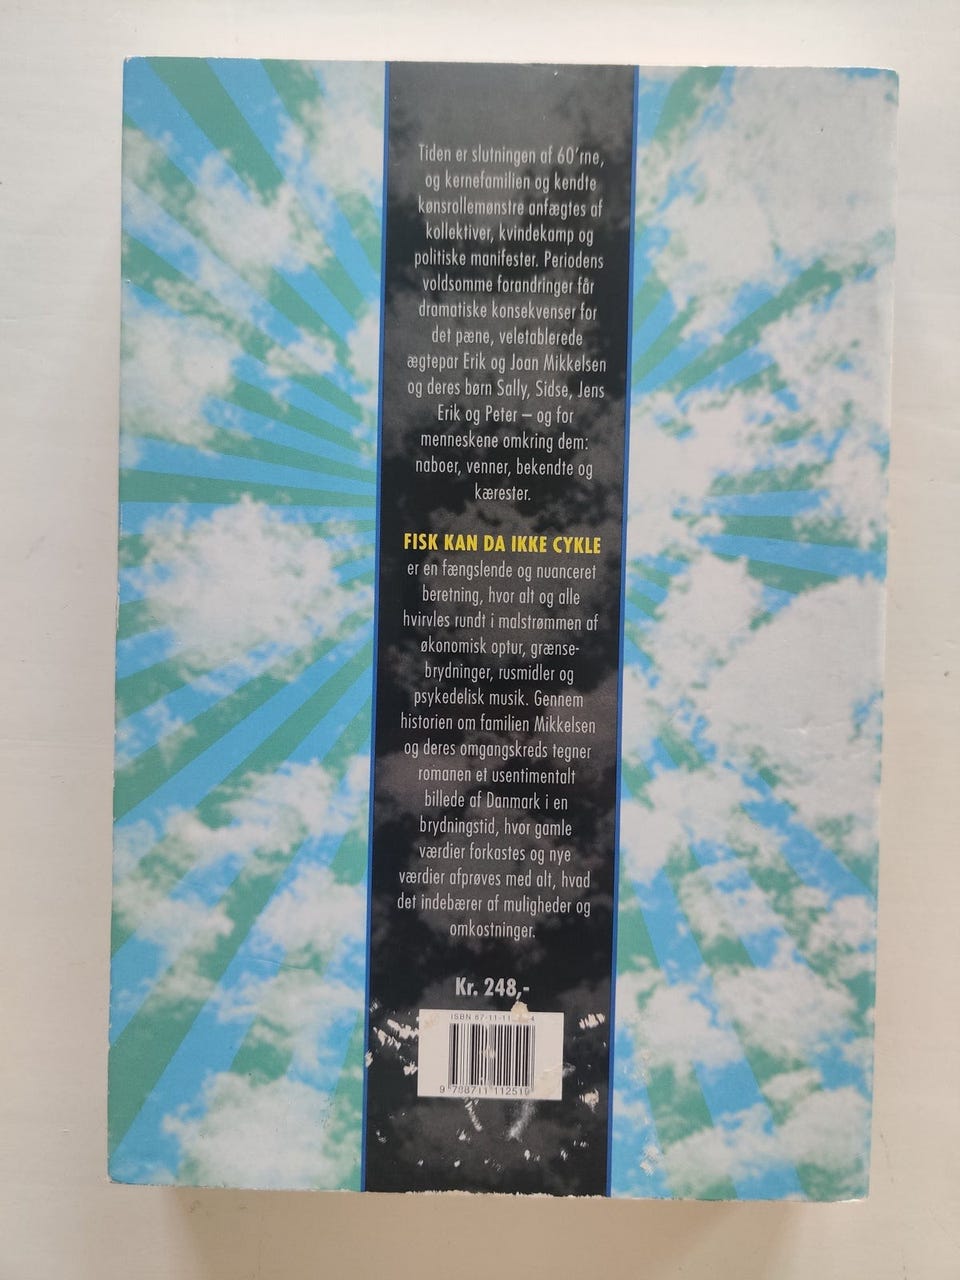 Tiden er slutningen af 60'rne,
og kernefamilien og kendte
kønsrollemønstre anfægtes af
kollektiver, kvindekamp og
politiske manifester. Periodens
voldsomme forandringer får
dramatiske konsekvenser for
det pæne, veletablerede
ægtepar Erik og Joan Mikkelsen
og deres børn Sally, Sidse, Jens
Erik og Peter – og for
menneskene omkring dem:
naboer, venner, bekendte og
kærester.
FISK KAN DA IKKE CYKLE
er en fængslende og nuanceret
beretning, hvor alt og alle
hvirvles rundt i malstrømmen af
økonomisk optur, grænse-
brydninger, rusmidler og
psykedelisk musik. Gennem
historien om familien Mikkelsen
og deres omgangskreds tegner
romanen et usentimentalt
billede af Danmark i en
brydningstid, hvor gamle
værdier forkastes og nye
værdier afprøves med alt, hvad
det indebærer af muligheder og
omkostninger.
Kr. 248,-
ISBN
9 788711 112519